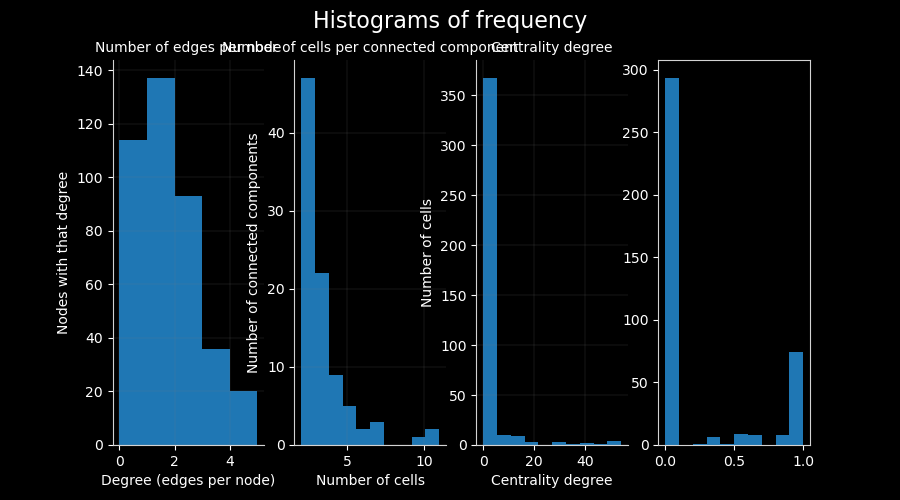 Histograms of frequency
Number of edges per node
Number of cells per connected component
Centrality degree
140
120
100
80
60
40
20
0
Nodes with that degree
0 2 4
Degree (edges per node)
40
30
20
10
0
Number of connected components
5 10
Number of cells
350
300
250
200
150
100
50
0
Number of cells
0 20 40
Centrality degree
300
250
200
150
100
50
0
0.0 0.5 1.0